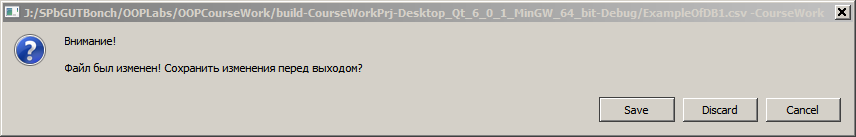 J:/SPbGUTBonch/OOPLabs/OOPCourseWork/build-CourseWorkPrj-Desktop_Qt_6_0_1_MinGW_64_bit-Debug/ExampleOfDB1.csv -CourseWork
Внимание!
Файл был изменен! Сохранить изменения перед выходом?
Save Discard Cancel